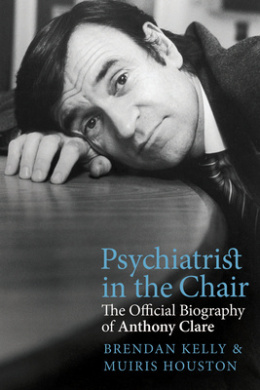 Psychiatrist
in the Chair
The Official Biography
of Anthony Clare
BRENDAN KELLY &
MUIRIS HOUSTON